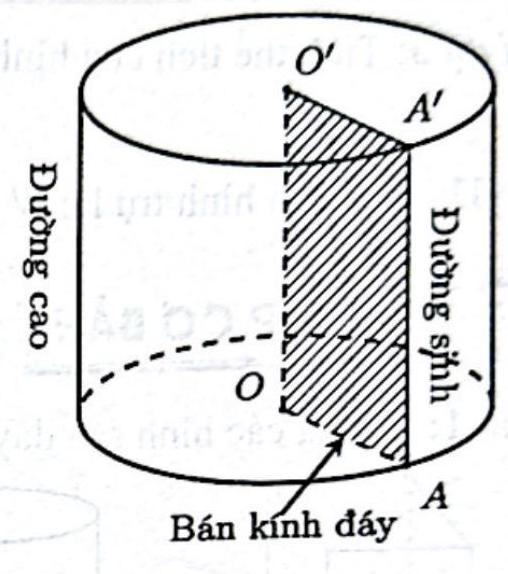 O'
A'
Đường cao
Đường sinh
O
A
Bán kính đáy